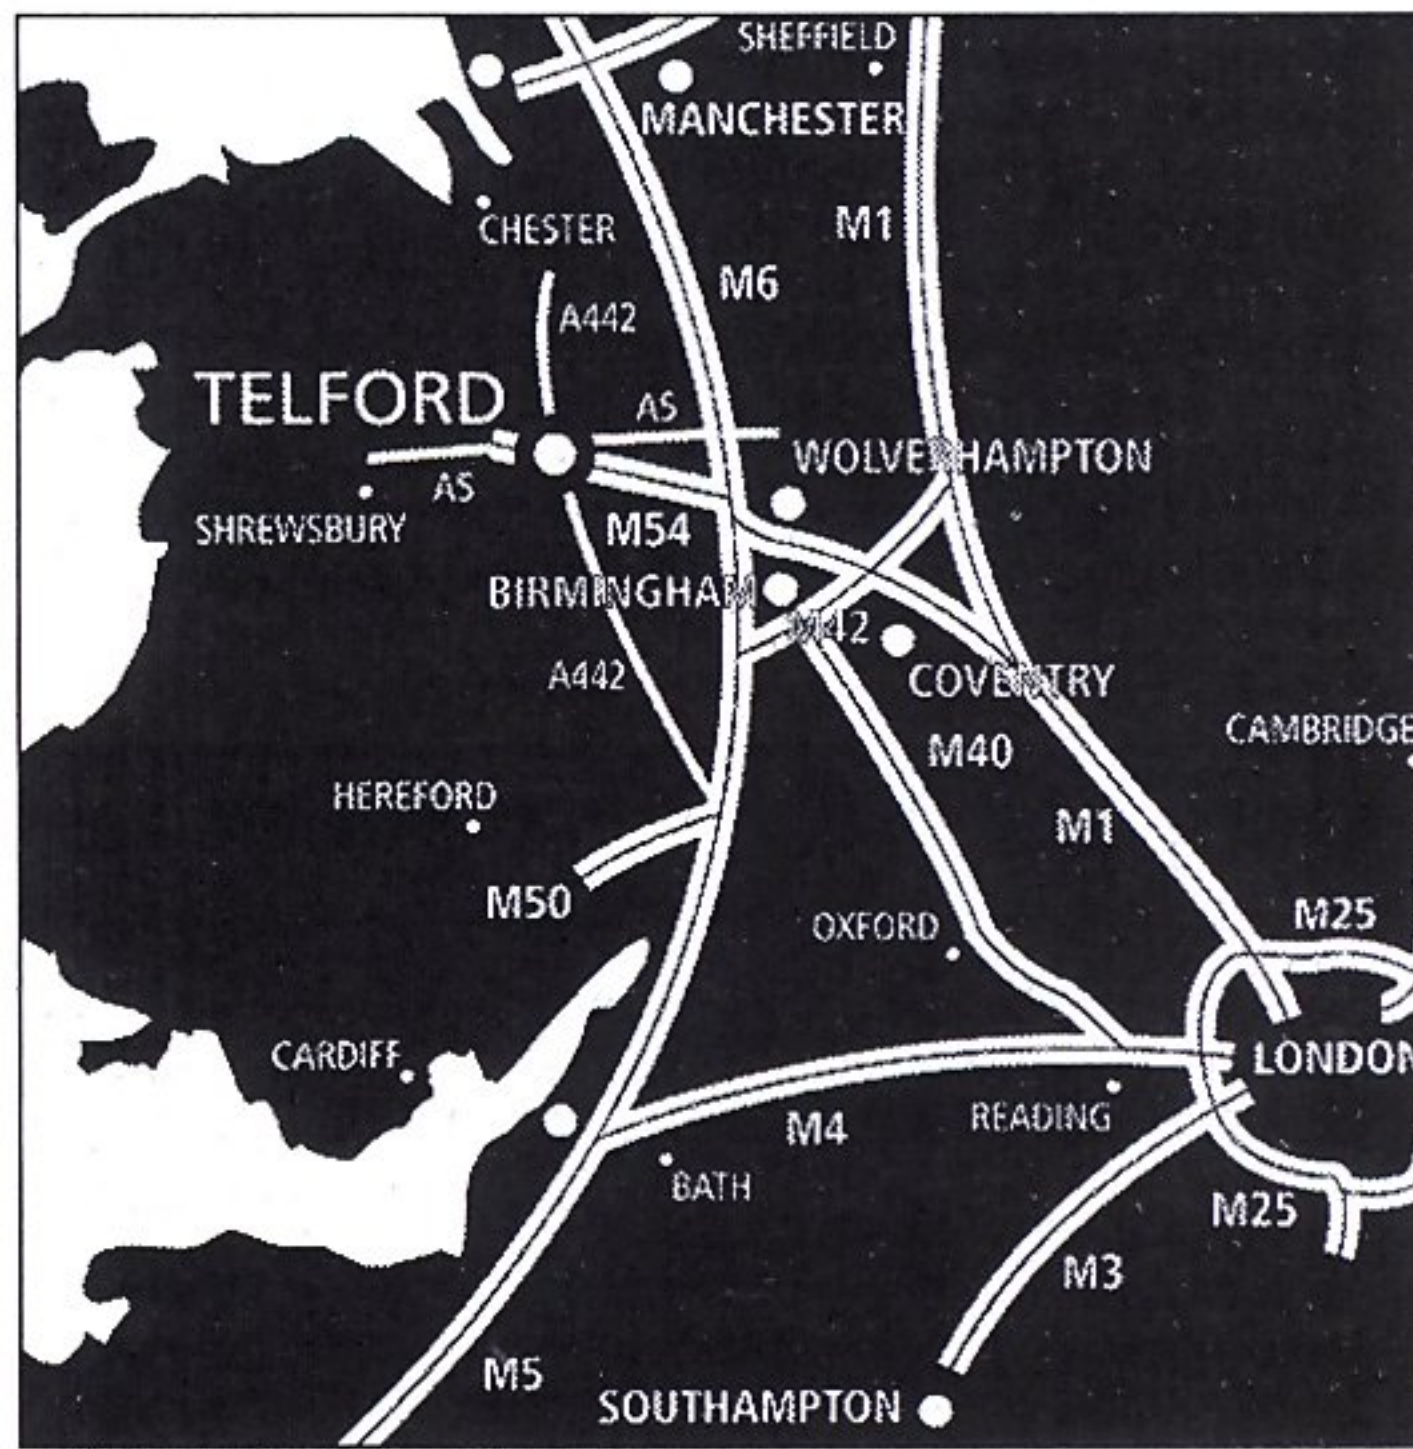 SHEFFIELD
MANCHESTER
M1
CHESTER
M6
A442
TELFORD
AS
WOLVERHAMPTON
AS
SHREWSBURY
M54
BIRMINGHAM
M42
A442
COVENTRY
CAMBRIDGE
M40
HEREFORD
M1
M50
M25
OXFORD
CARDIFF
LONDON
READING
M4
BATH
M25
M3
M5
SOUTHAMPTON